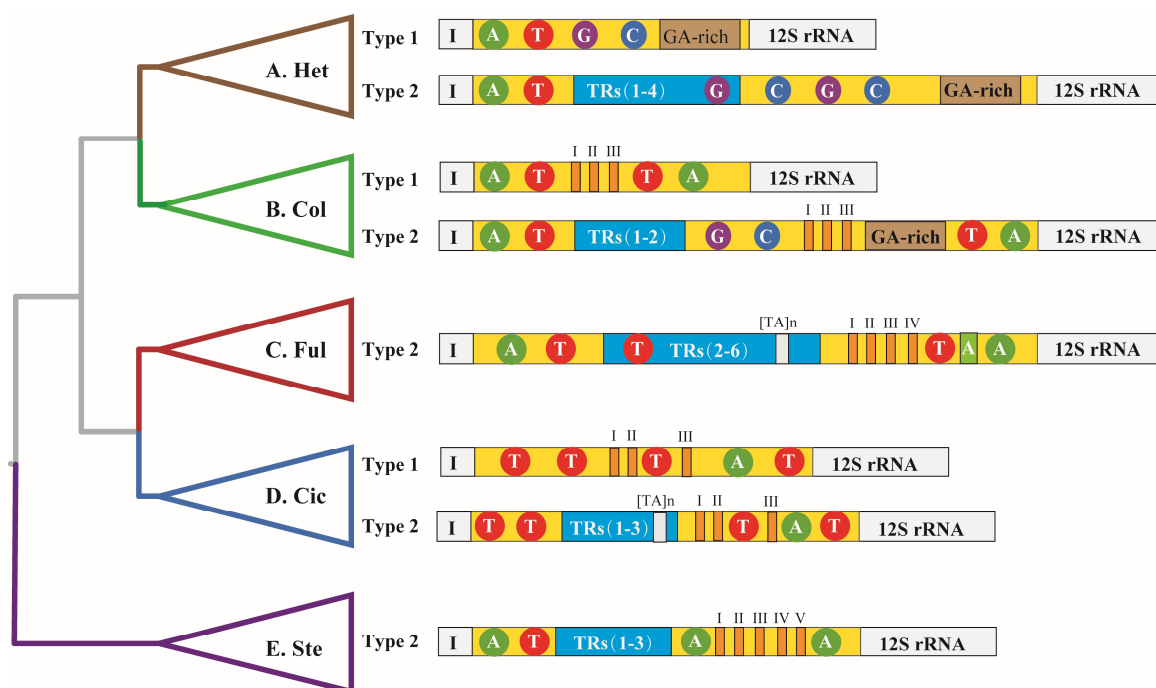 Type 1 I A T G C GA-rich 12S rRNA
A. Het
Type 2 I A T TRs(1-4) G C G C GA-rich 12S rRNA
I II III
Type 1 I A T T A 12S rRNA
B. Col
I II III
Type 2 I A T TRs(1-2) G C GA-rich T A 12S rRNA
[TA]n I II III IV
C. Ful Type 2 I A T T TRs(2-6) T A A 12S rRNA
I II III
Type 1 I T T T A T 12S rRNA
D. Cic
[TA]n I II III
Type 2 I T T TRs(1-3) T A T 12S rRNA
I II III IV V
E. Ste Type 2 I A T TRs(1-3) A A 12S rRNA